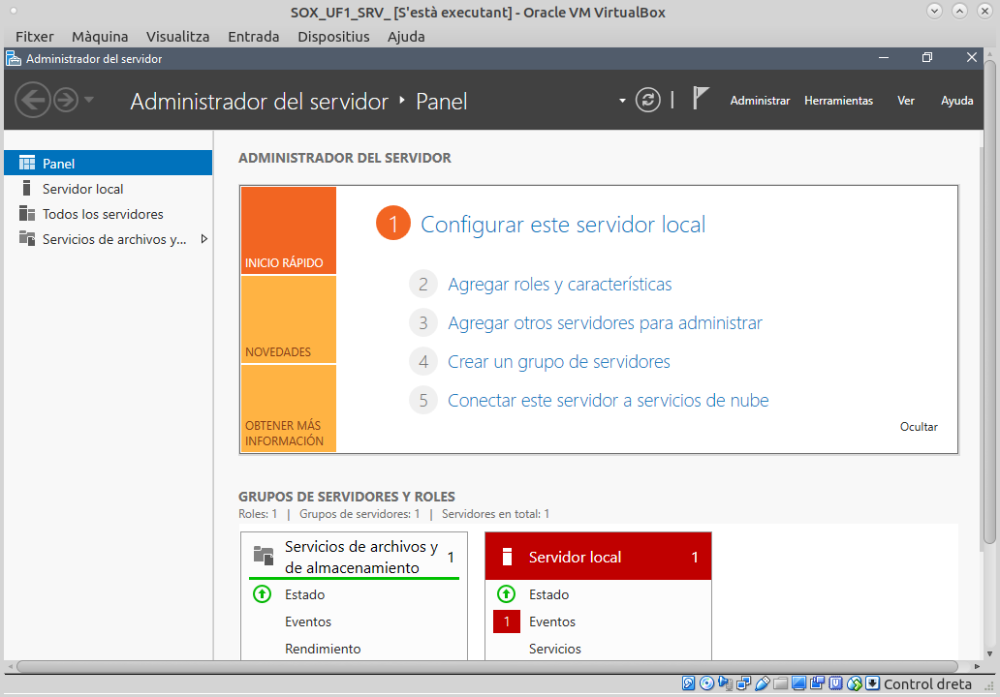 SOX_UF1_SRV_ [S'està executant] - Oracle VM VirtualBox
Fitxer Màquina Visualitza Entrada Dispositius Ajuda
Administrador del servidor
Administrador del servidor Panel
Administrar Herramientas Ver Ayuda
Panel
Servidor local
Todos los servidores
Servicios de archivos y...
ADMINISTRADOR DEL SERVIDOR
INICIO RÁPIDO
NOVEDADES
OBTENER MÁS
INFORMACIÓN
1 Configurar este servidor local
2 Agregar roles y características
3 Agregar otros servidores para administrar
4 Crear un grupo de servidores
5 Conectar este servidor a servicios de nube
Ocultar
GRUPOS DE SERVIDORES Y ROLES
Roles: 1 | Grupos de servidores: 1 | Servidores en total: 1
Servicios de archivos y
de almacenamiento 1
Estado
Eventos
Rendimiento
Servidor local 1
Estado
1 Eventos
Servicios
Control dreta